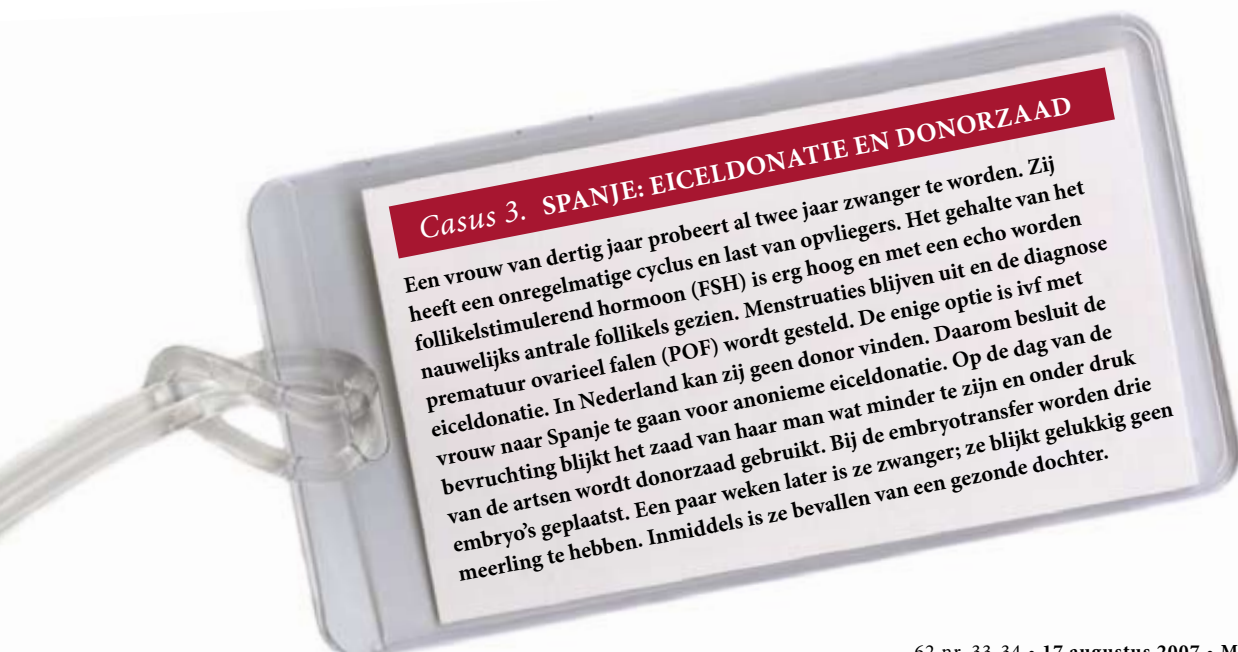 Casus 3. SPANJE: EICELDONATIE EN DONORZAAD
Een vrouw van dertig jaar probeert al twee jaar zwanger te worden. Zij
heeft een onregelmatige cyclus en last van opvliegers. Het gehalte van het
follikelstimulerend hormoon (FSH) is erg hoog en met een echo worden
nauwelijks antrale follikels gezien. Menstruaties blijven uit en de diagnose
prematuur ovarieel falen (POF) wordt gesteld. De enige optie is ivf met
eiceldonatie. In Nederland kan zij geen donor vinden. Daarom besluit de
vrouw naar Spanje te gaan voor anonieme eiceldonatie. Op de dag van de
bevruchting blijkt het zaad van haar man wat minder te zijn en onder druk
van de artsen wordt donorzaad gebruikt. Bij de embryotransfer worden drie
embryo's geplaatst. Een paar weken later is ze zwanger; ze blijkt gelukkig geen
meerling te hebben. Inmiddels is ze bevallen van een gezonde dochter.
62 nr. 33-34 • 17 augustus 2007 • M